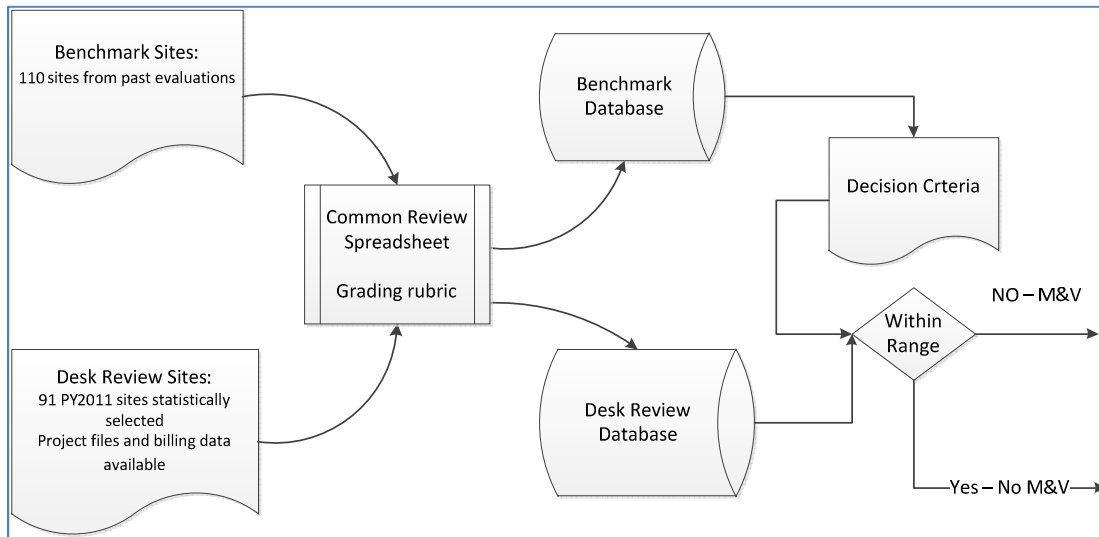 Benchmark Sites:
110 sites from past evaluations
Benchmark
Database
Decision Crteria
Common Review
Spreadsheet
Grading rubric
NO – M&V
Within
Range
Desk Review Sites:
91 PY2011 sites statistically
selected
Project files and billing data
available
Desk Review
Database
Yes – No M&V